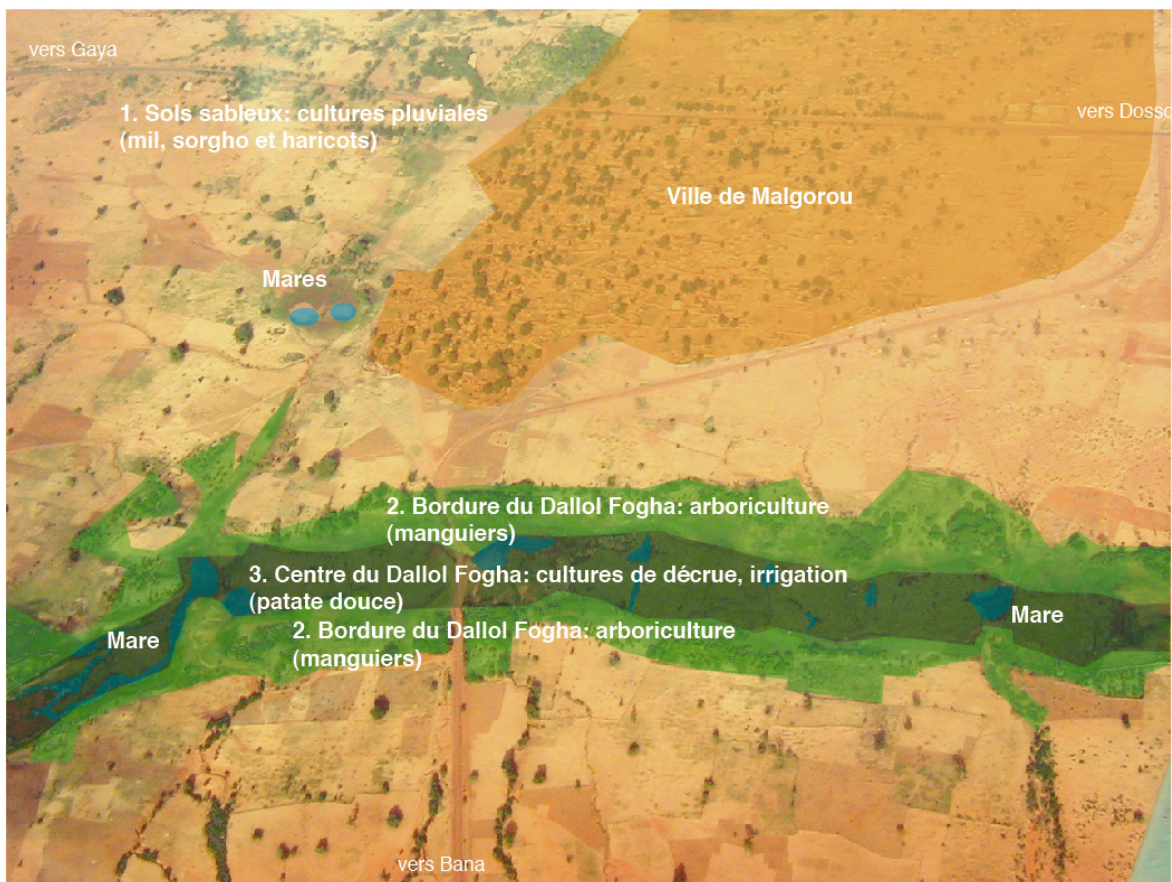 vers Gaya
1. Sols sableux: cultures pluviales
(mil, sorgho et haricots)
vers Dosso
Ville de Malgorou
Mares
2. Bordure du Dallol Fogha: arboriculture
(manguiers)
3. Centre du Dallol Fogha: cultures de décrue, irrigation
(patate douce)
Mare
2. Bordure du Dallol Fogha: arboriculture
(manguiers)
Mare
vers Bana